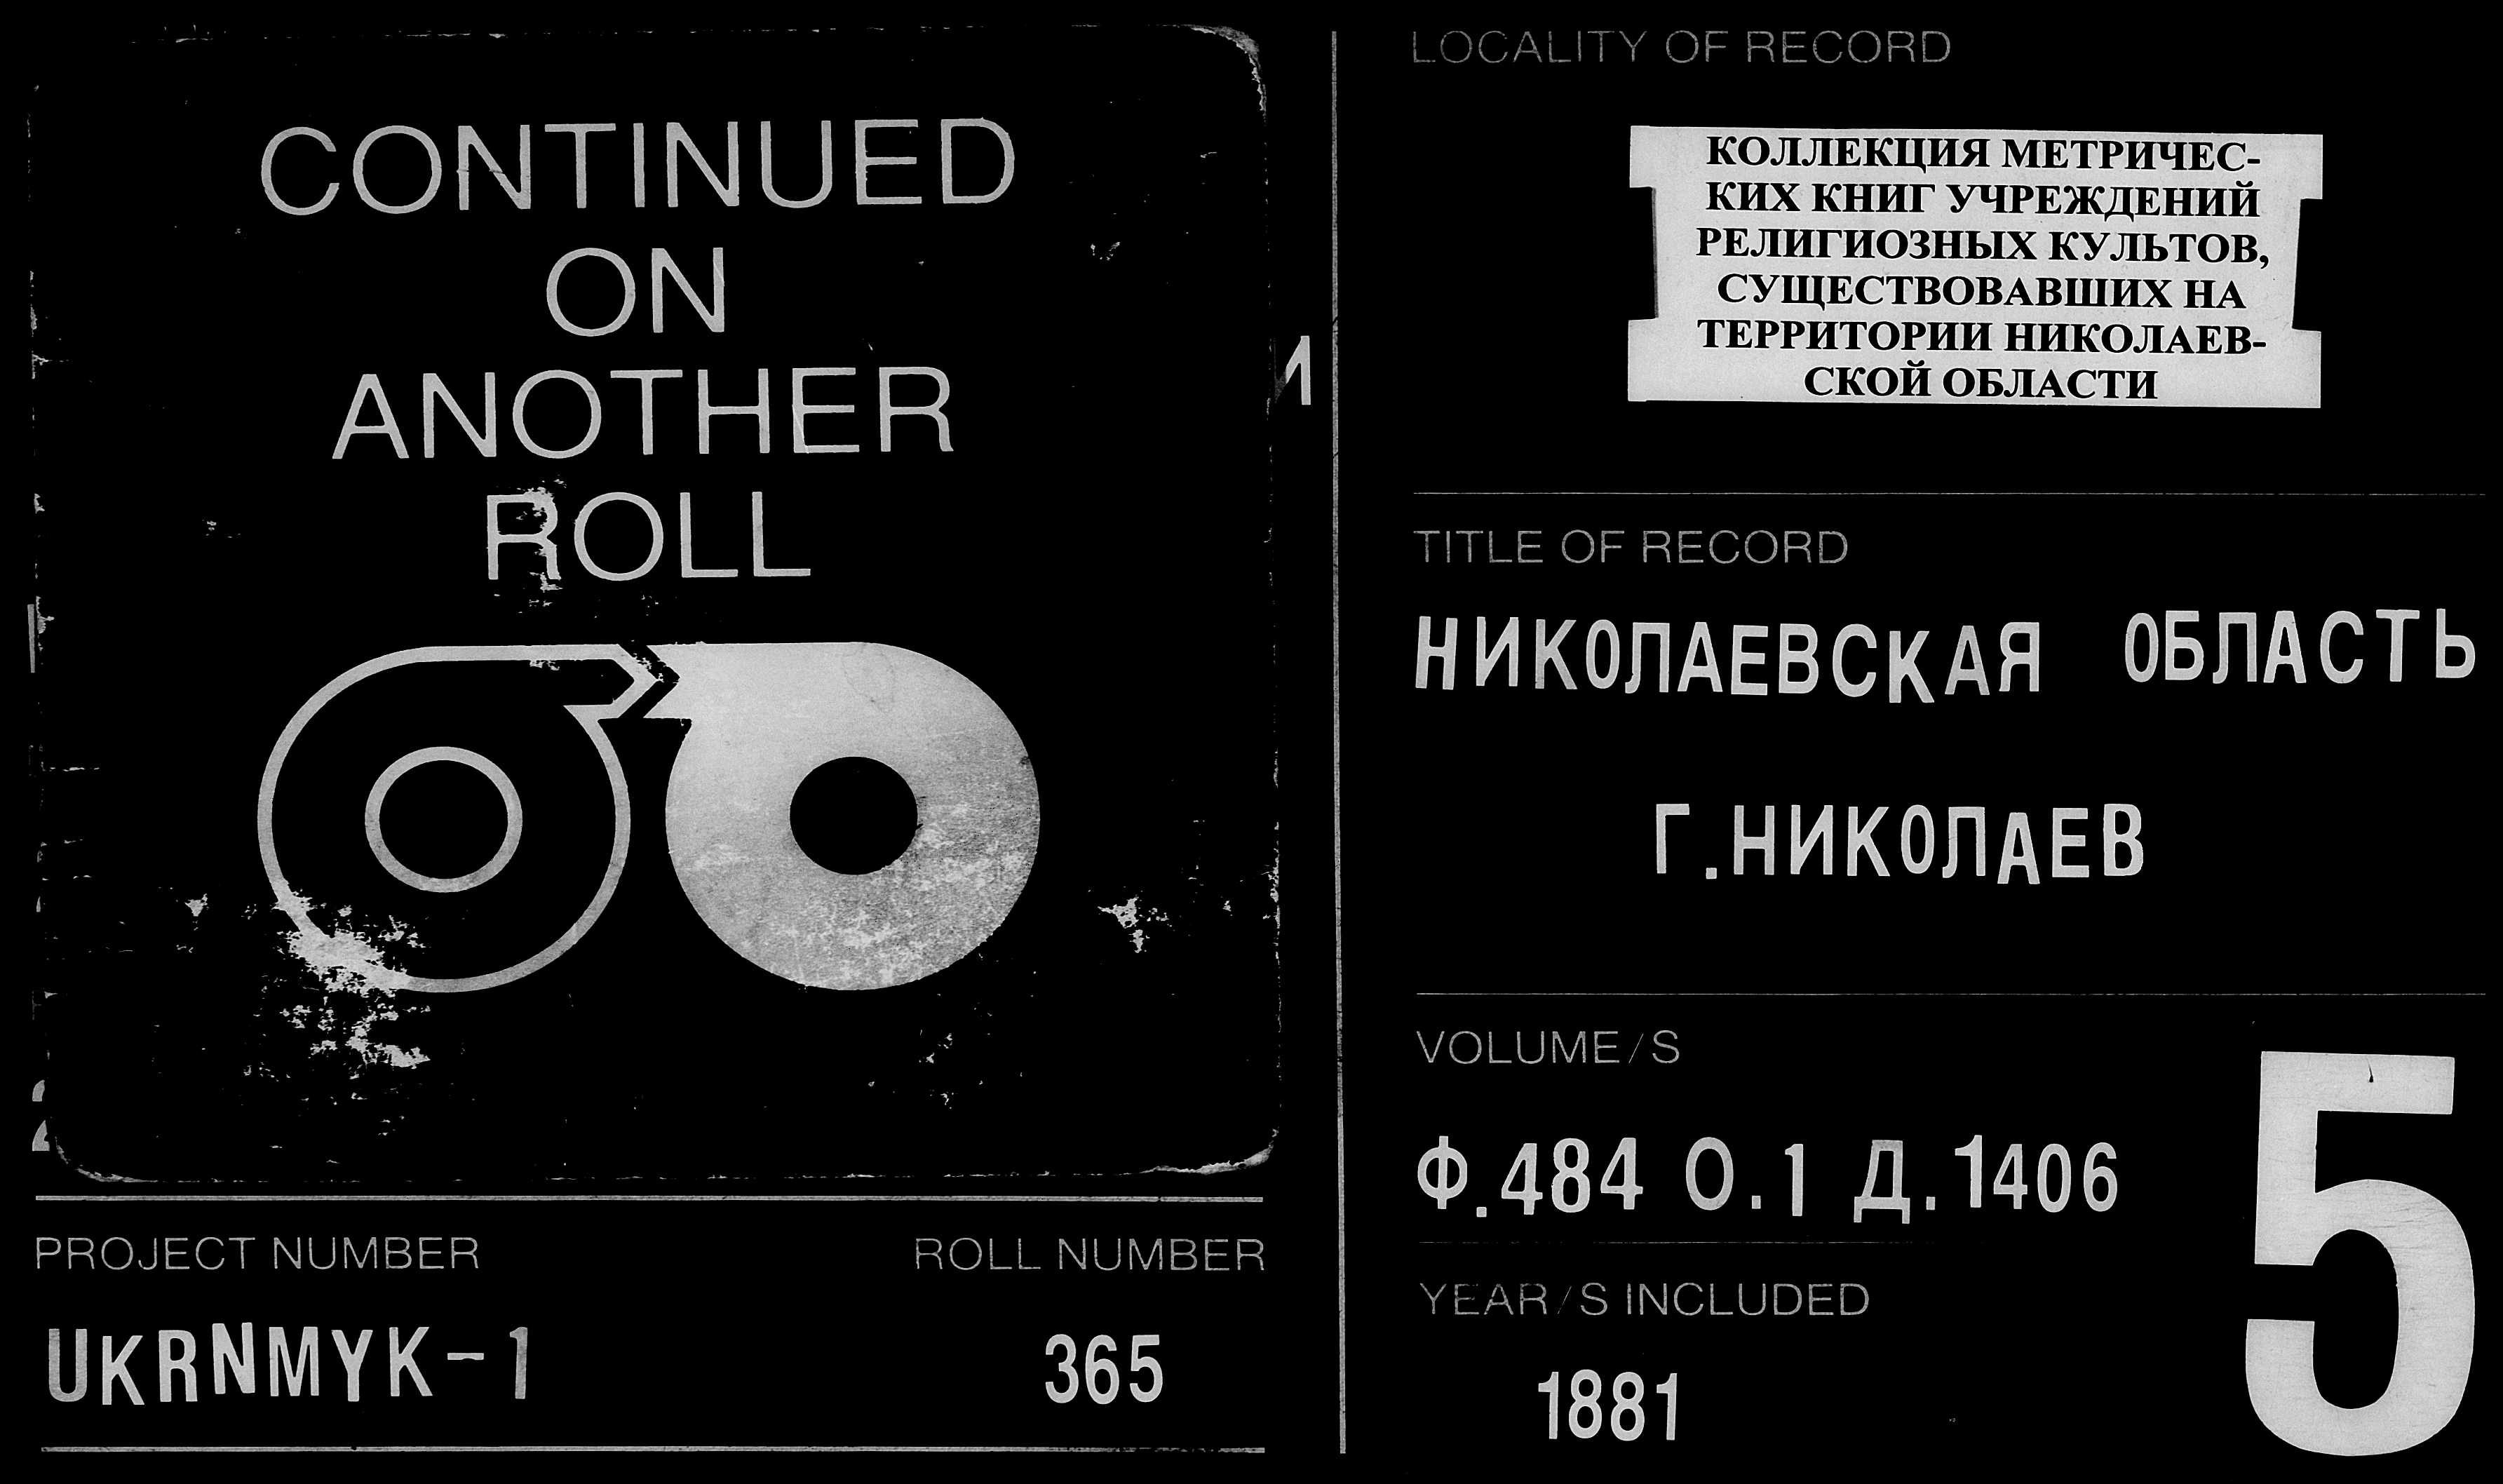 CONTINUED
ON
ANOTHER
ROLL
PROJECT NUMBER
ROLL NUMBER
UKRNMYK-1
365
LOCALITY OF RECORD
КОЛЛЕКЦИЯ МЕТРИЧЕС-
КИХ КНИГ УЧРЕЖДЕНИЙ
РЕЛИГИОЗНЫХ КУЛЬТОВ,
СУЩЕСТВОВАВШИХ НА
ТЕРРИТОРИИ НИКОЛАЕВ-
СКОЙ ОБЛАСТИ
TITLE OF RECORD
НИКОЛАЕВСКАЯ ОБЛАСТЬ
Г.НИКОЛАЕВ
VOLUME/S
Ф.484 О.1 Д.1406
YEAR/S INCLUDED
1881
5